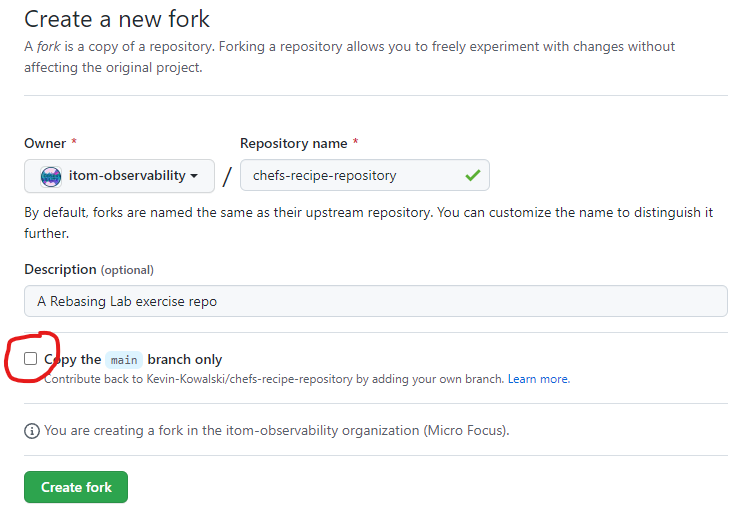 Create a new fork
A fork is a copy of a repository. Forking a repository allows you to freely experiment with changes without
affecting the original project.
Owner *
Repository name *
itom-observability / chefs-recipe-repository
By default, forks are named the same as their upstream repository. You can customize the name to distinguish it
further.
Description (optional)
A Rebasing Lab exercise repo
Copy the main branch only
Contribute back to Kevin-Kowalski/chefs-recipe-repository by adding your own branch. Learn more.
You are creating a fork in the itom-observability organization (Micro Focus).
Create fork